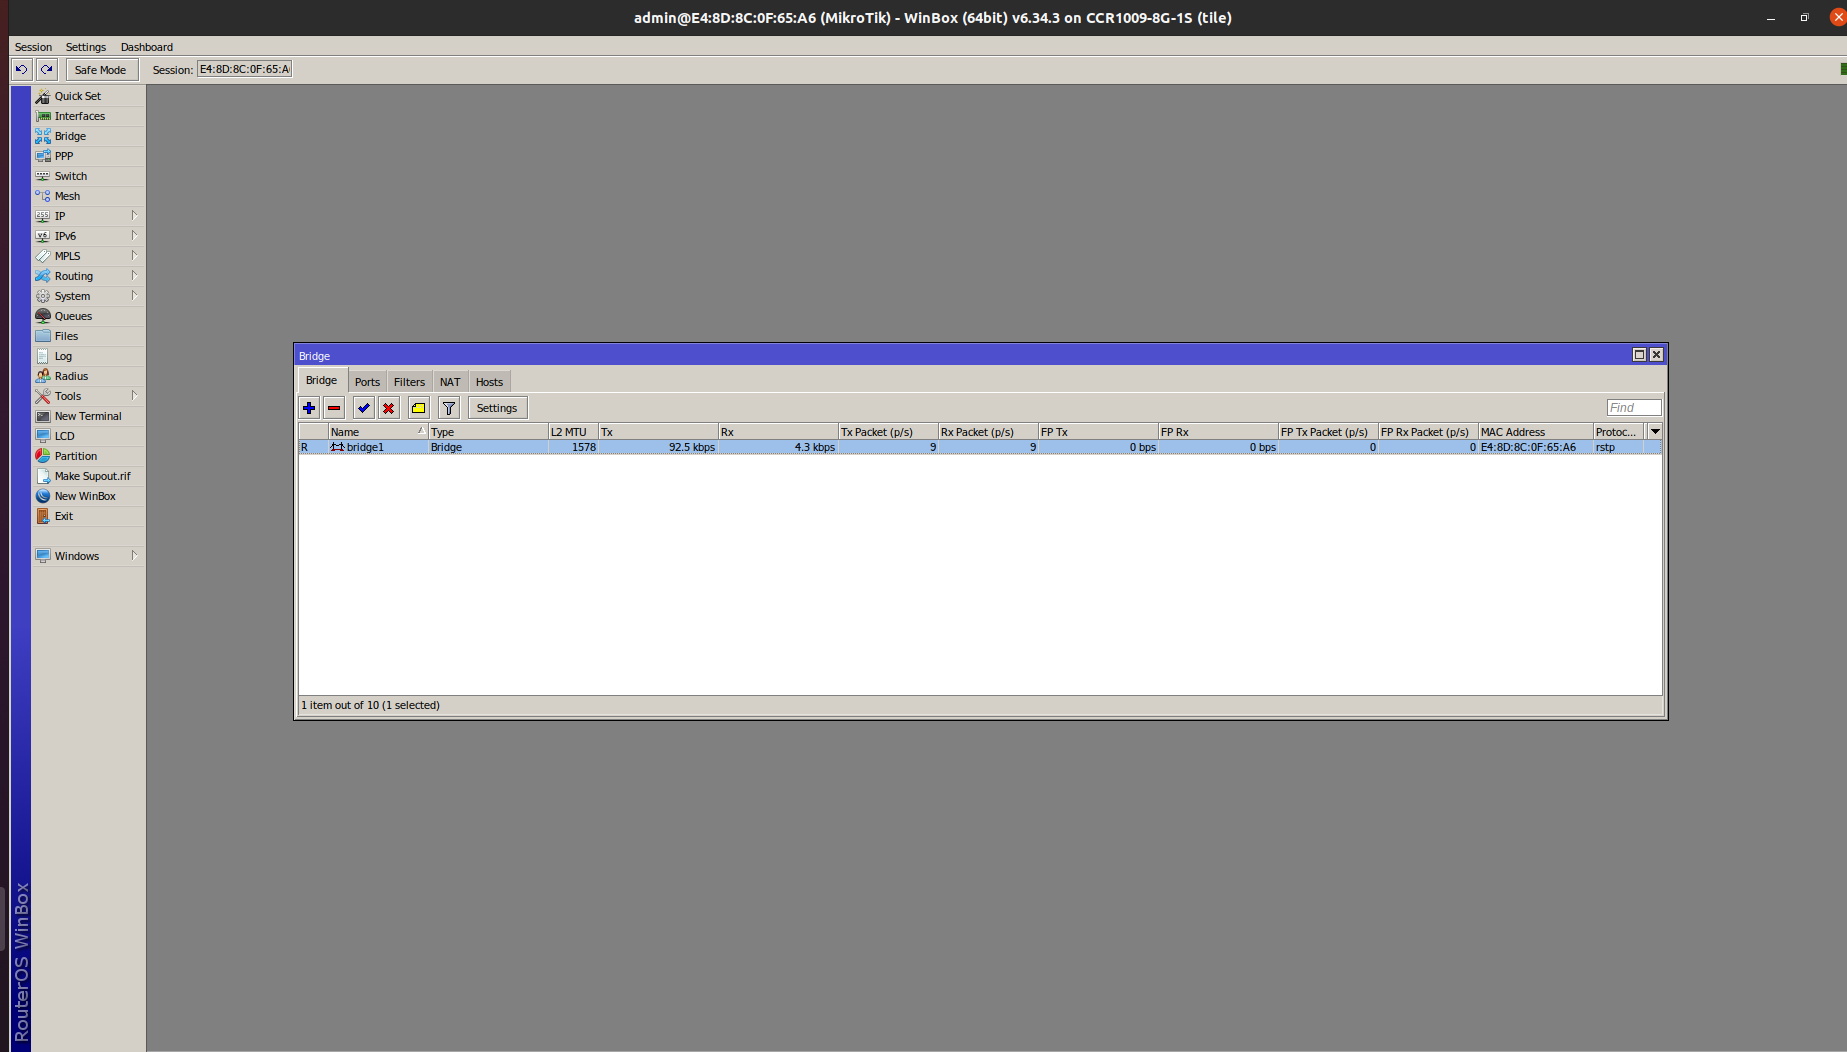 admin@E4:8D:8C:0F:65:A6 (MikroTik) - WinBox (64bit) v6.34.3 on CCR1009-8G-1S (tile)
Session Settings Dashboard
Safe Mode Session: E4:8D:8C:0F:65:A
Quick Set
Interfaces
Bridge
PPP
Switch
Mesh
IP
IPv6
MPLS
Routing
System
Queues
Files
Log
Radius
Tools
New Terminal
LCD
Partition
Make Supout.rif
New WinBox
Exit
Windows
RouterOS WinBox
Bridge
Bridge Ports Filters NAT Hosts
Settings Find
Name Type L2 MTU Tx Rx Tx Packet (p/s) Rx Packet (p/s) FP Tx FP Rx FP Tx Packet (p/s) FP Rx Packet (p/s) MAC Address Protoc...
R bridge1 Bridge 1578 92.5 kbps 4.3 kbps 9 9 0 bps 0 bps 0 0 E4:8D:8C:0F:65:A6 rstp
1 item out of 10 (1 selected)